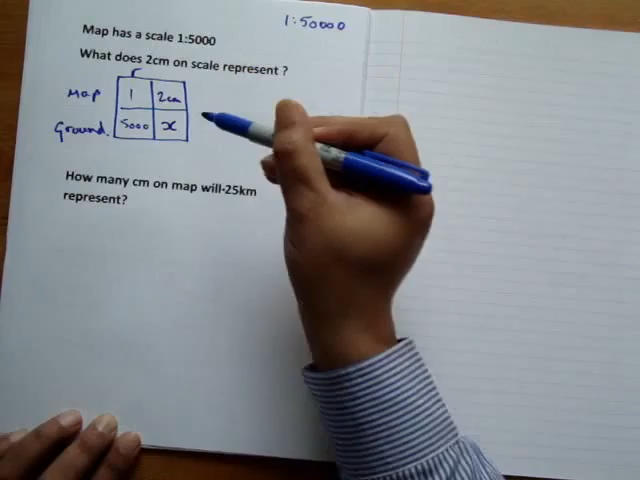 1:50000
Map has a scale 1:5000
What does 2cm on scale represent ?
r
Map 1 2cm
Ground. 5000 x
How many cm on map will-25km
represent?